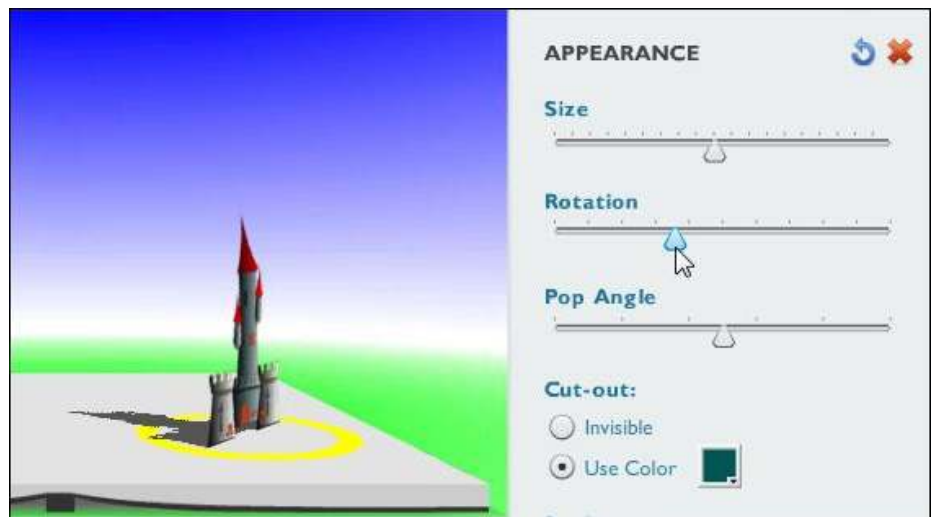 APPEARANCE
Size
Rotation
Pop Angle
Cut-out:
Invisible
Use Color